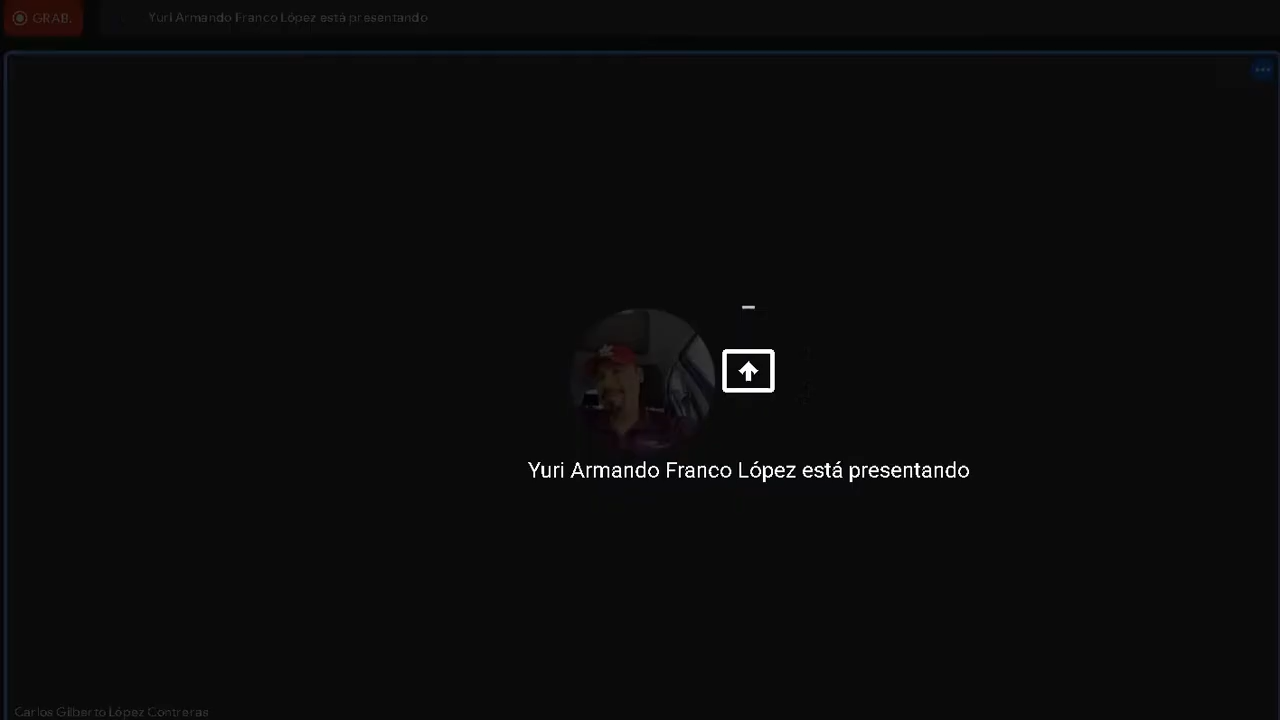 GRAB.
Yuri Armando Franco López está presentando
Yuri Armando Franco López está presentando
Carlos Gilberto López Contreras